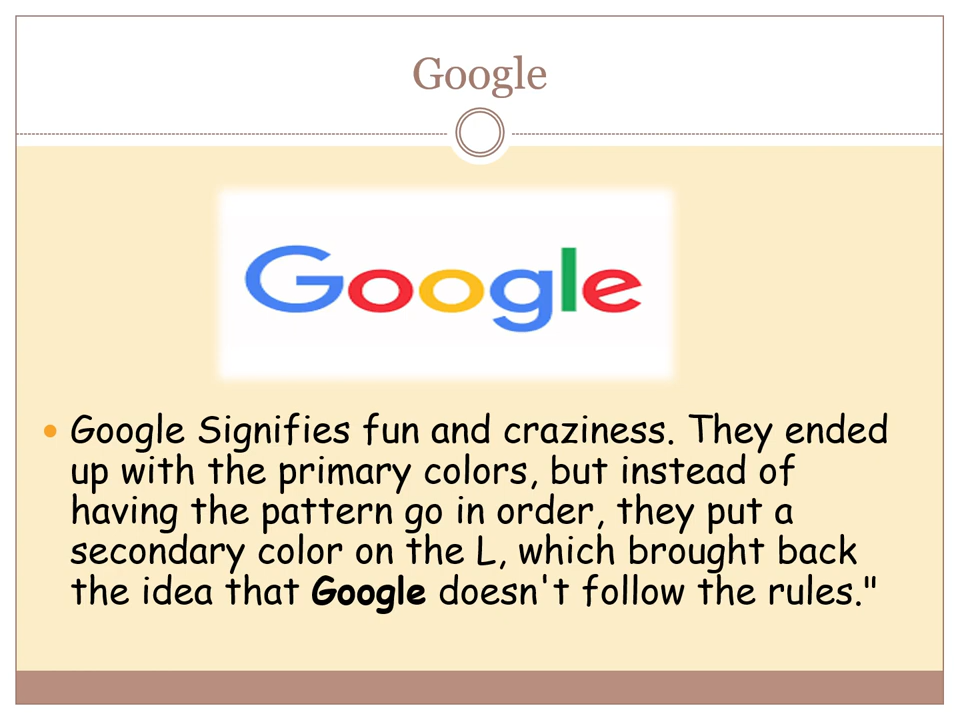 Google
Google
Google Signifies fun and craziness. They ended
up with the primary colors, but instead of
having the pattern go in order, they put a
secondary color on the L, which brought back
the idea that Google doesn't follow the rules."